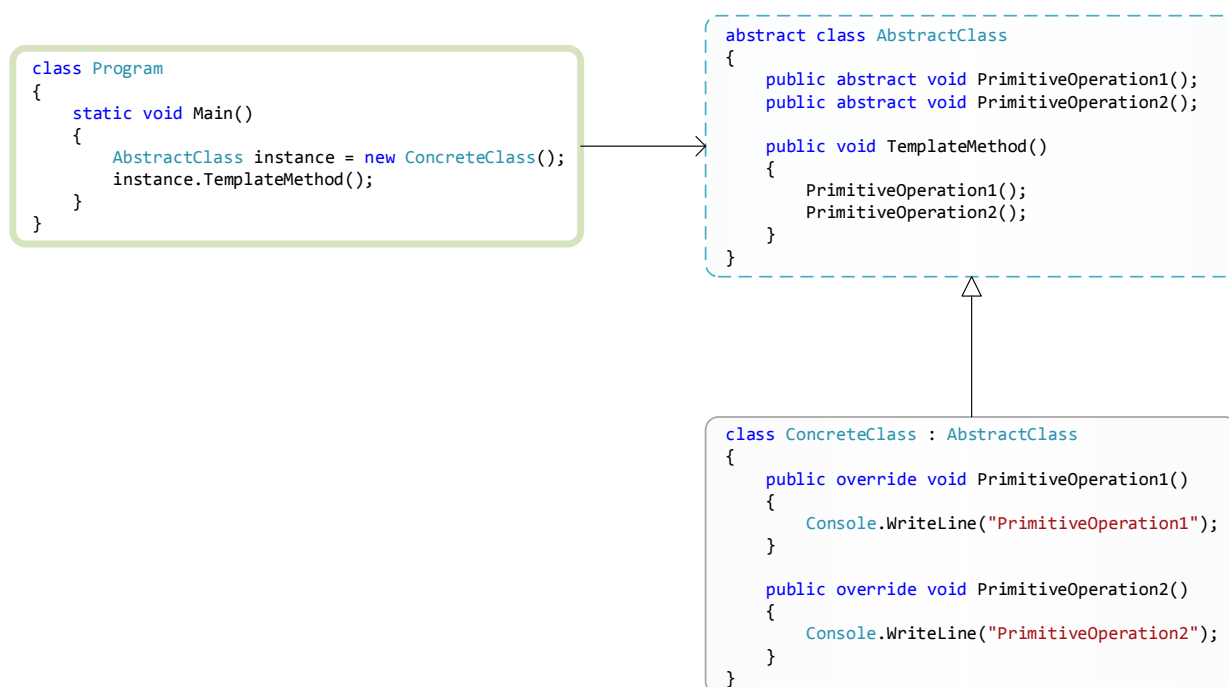 class Program
{
    static void Main()
    {
        AbstractClass instance = new ConcreteClass();
        instance.TemplateMethod();
    }
}
abstract class AbstractClass
{
    public abstract void PrimitiveOperation1();
    public abstract void PrimitiveOperation2();
    public void TemplateMethod()
    {
        PrimitiveOperation1();
        PrimitiveOperation2();
    }
}
class ConcreteClass : AbstractClass
{
    public override void PrimitiveOperation1()
    {
        Console.WriteLine("PrimitiveOperation1");
    }
    public override void PrimitiveOperation2()
    {
        Console.WriteLine("PrimitiveOperation2");
    }
}